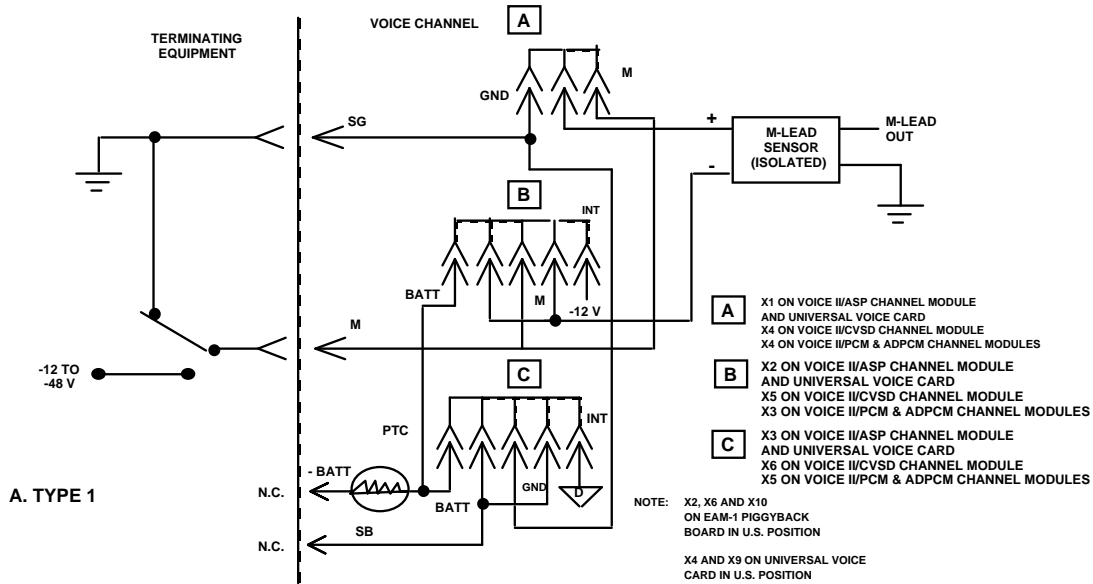 TERMINATING
EQUIPMENT
VOICE CHANNEL
A
GND
M
SG
+
-
M-LEAD
SENSOR
(ISOLATED)
M-LEAD
OUT
B
INT
BATT
M
-12 V
M
-12 TO
-48 V
C
PTC
INT
- BATT
N.C.
BATT
GND
D
SB
N.C.
A. TYPE 1
A
X1 ON VOICE II/ASP CHANNEL MODULE
AND UNIVERSAL VOICE CARD
X4 ON VOICE II/CVSD CHANNEL MODULE
X4 ON VOICE II/PCM & ADPCM CHANNEL MODULES
B
X2 ON VOICE II/ASP CHANNEL MODULE
AND UNIVERSAL VOICE CARD
X5 ON VOICE II/CVSD CHANNEL MODULE
X3 ON VOICE II/PCM & ADPCM CHANNEL MODULES
C
X3 ON VOICE II/ASP CHANNEL MODULE
AND UNIVERSAL VOICE CARD
X6 ON VOICE II/CVSD CHANNEL MODULE
X5 ON VOICE II/PCM & ADPCM CHANNEL MODULES
NOTE: X2, X6 AND X10
ON EAM-1 PIGGYBACK
BOARD IN U.S. POSITION
X4 AND X9 ON UNIVERSAL VOICE
CARD IN U.S. POSITION